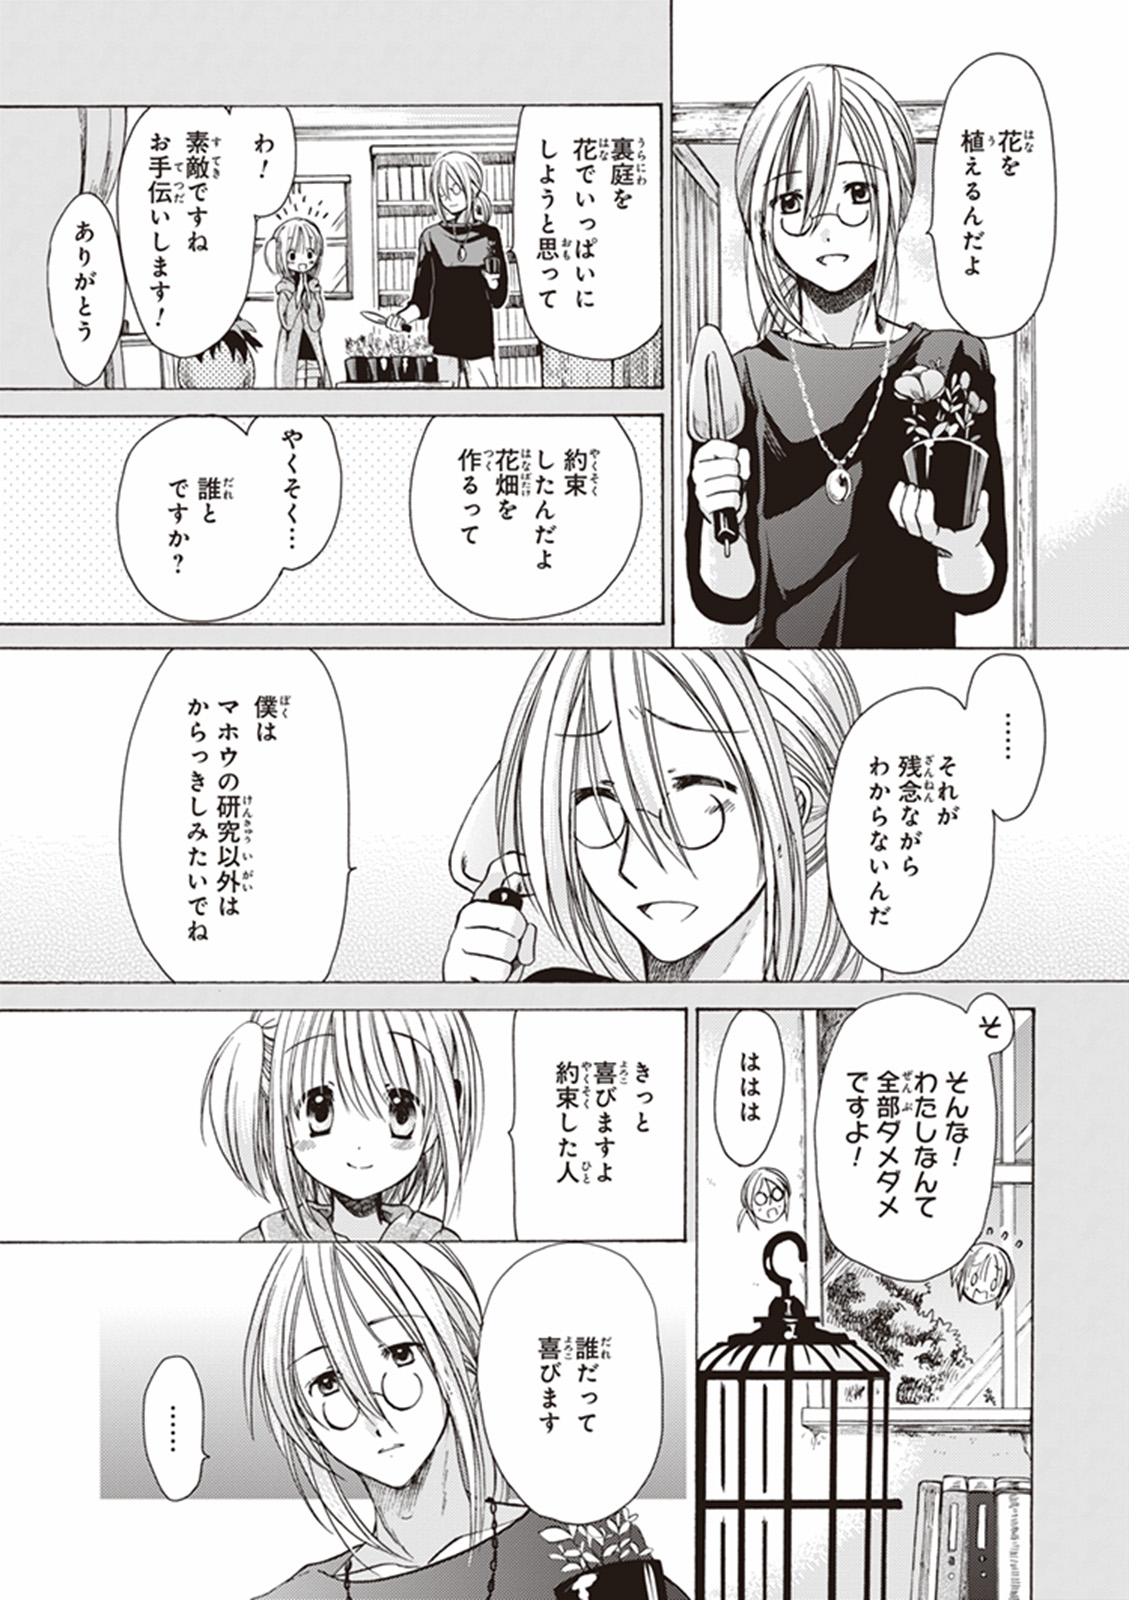 花を
植えるんだよ
裏庭を
花でいっぱいに
しようと思って
わ!
素敵ですね
お手伝いします!
ありがとう
約束
したんだよ
花畑を
作るって
やくそく…
誰と
ですか?
……
それが
残念ながら
わからないんだ
僕は
マホウの研究以外は
からっきしみたいでね
そ
そんな!
わたしなんて
全部ダメダメ
ですよ!
ははは
きっと
喜びますよ
約束した人
誰だって
喜びます
……